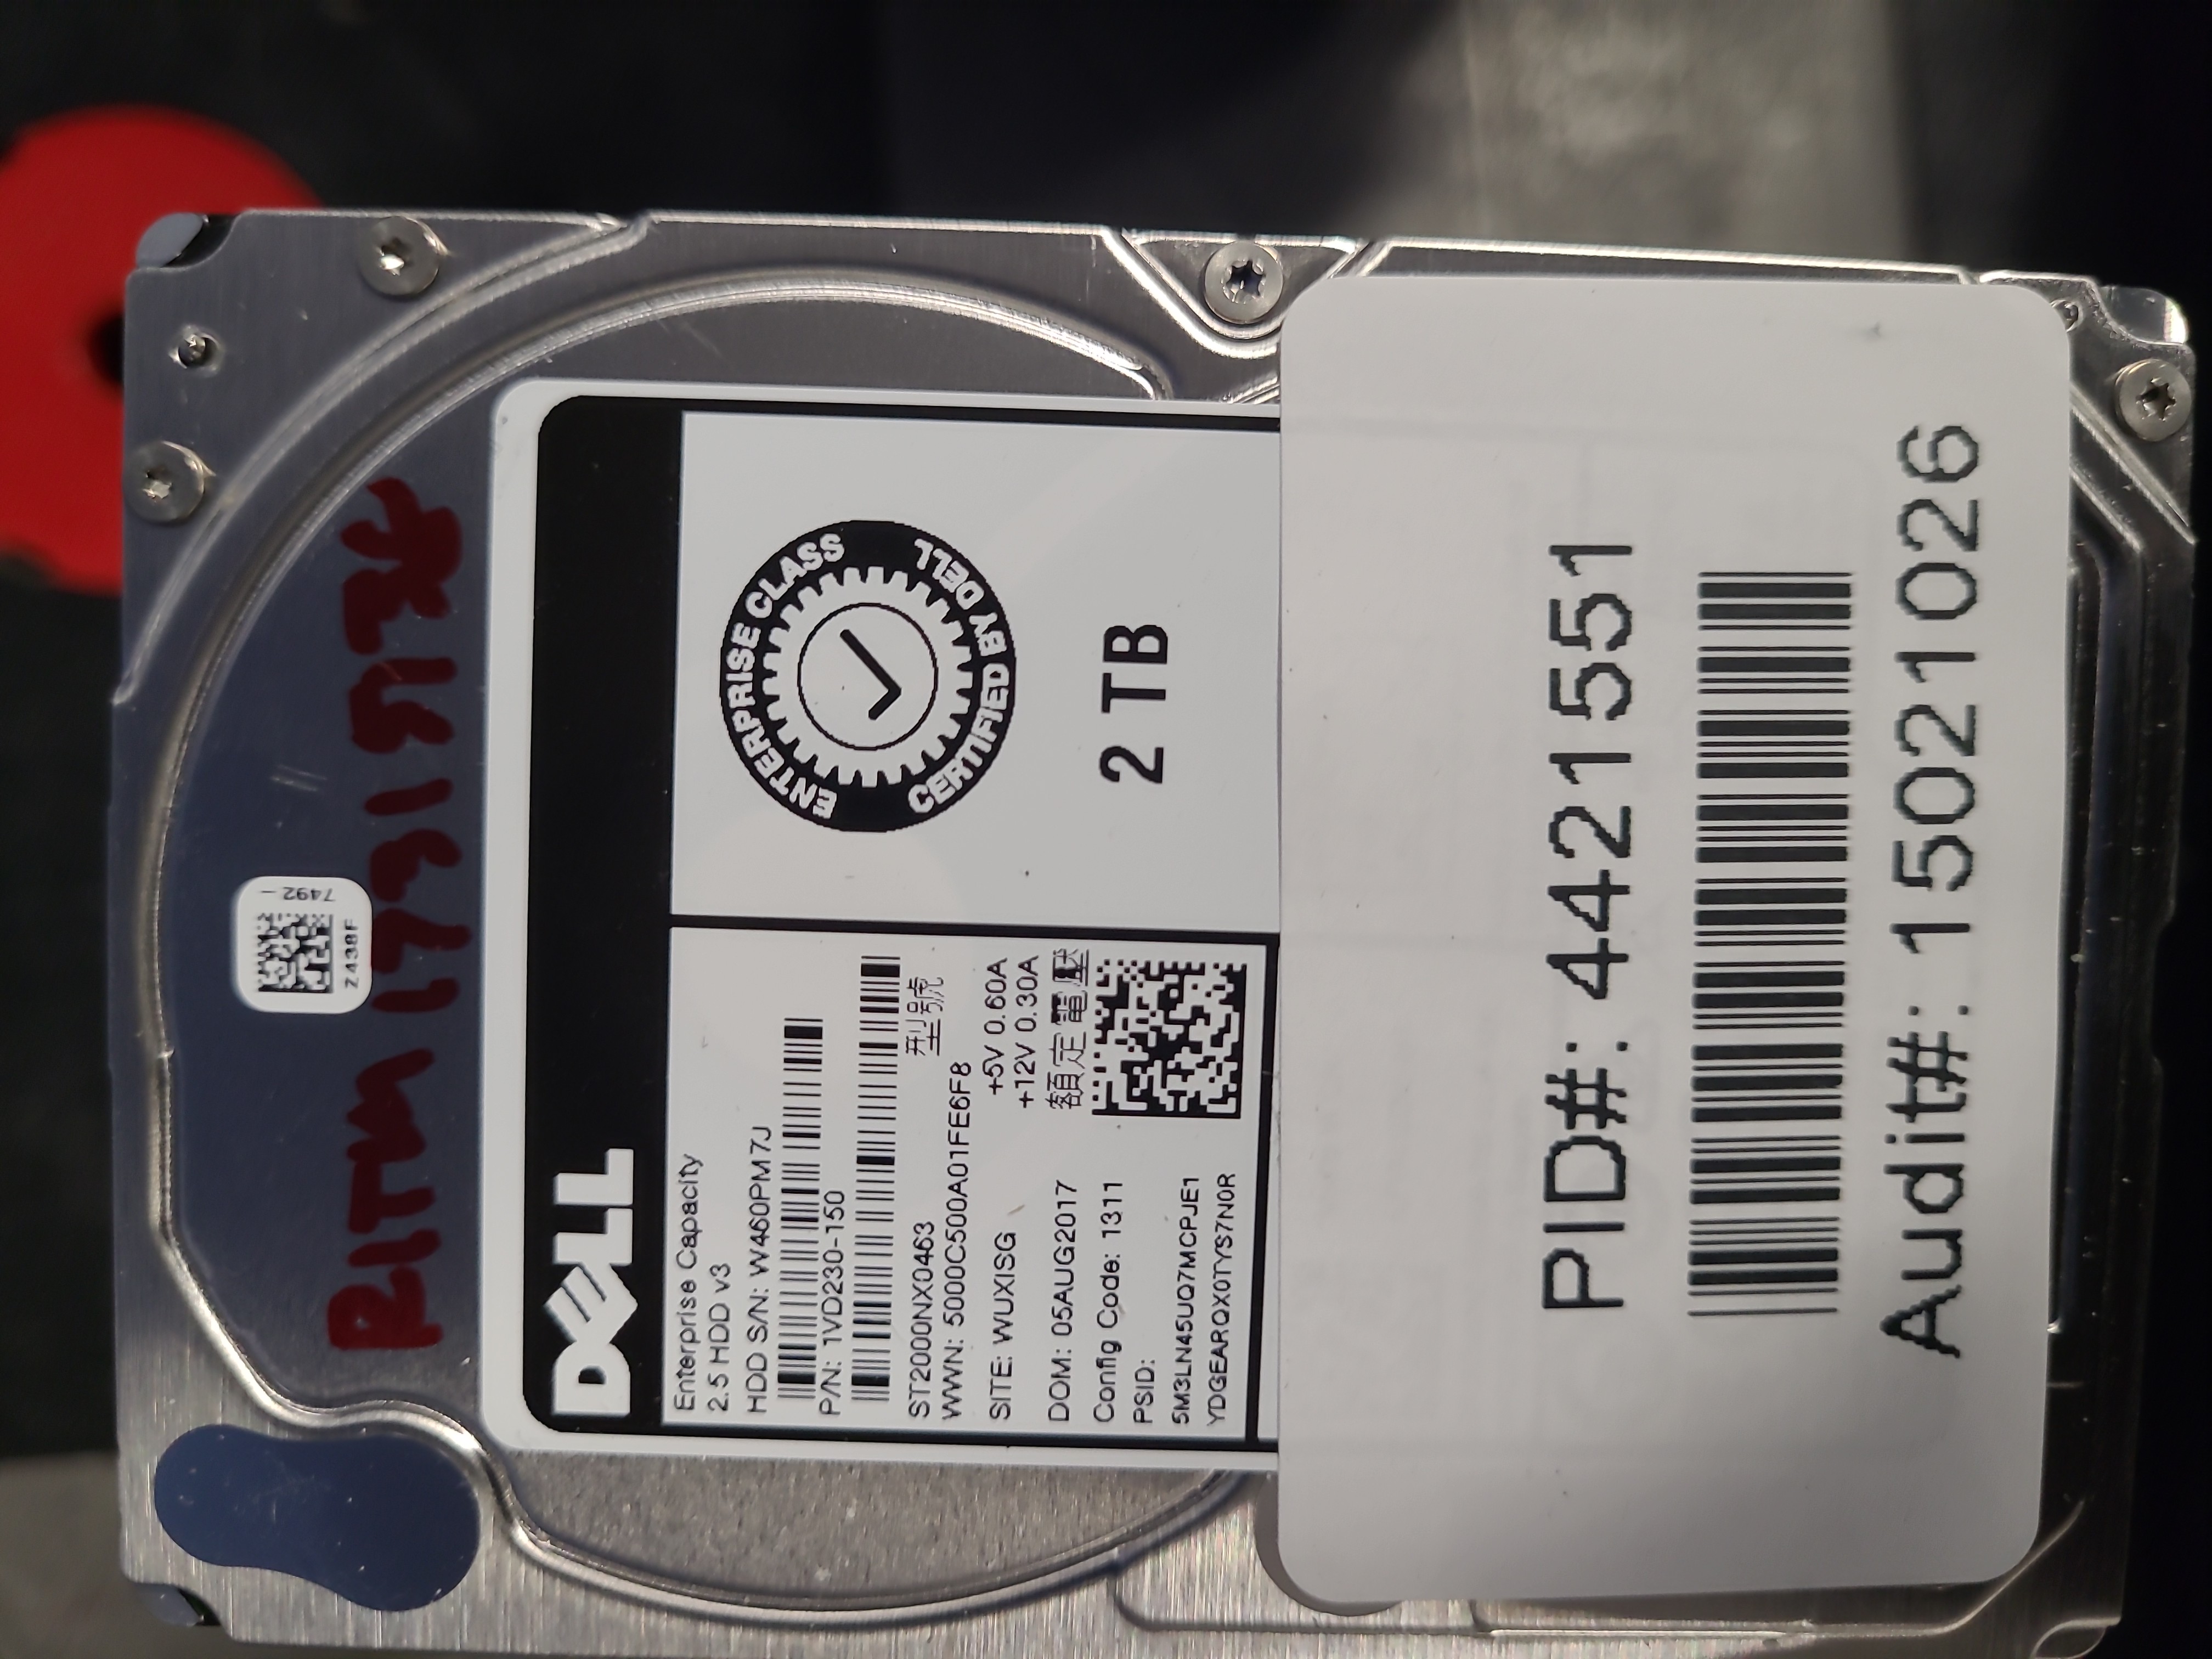 7492-
Z438F
DELL
Enterprise Capacity
2.5 HDD v3
HDD S/N: W460PM7J
P/N: 1VD230-150
ST2000NX0463 型號
WWN: 5000C500A01FE6F8
SITE: WUXISG
+5V 0.60A
+12V 0.30A
額定電壓
DOM: 05AUG2017
Config Code: 1311
PSID:
5M3LN45UQ7MCPJE1
YDGEARQX0TYS7N0R
ENTERPRISE CLASS
CERTIFIED BY DELL
2 TB
PID#: 4421551
Audit#: 15021026